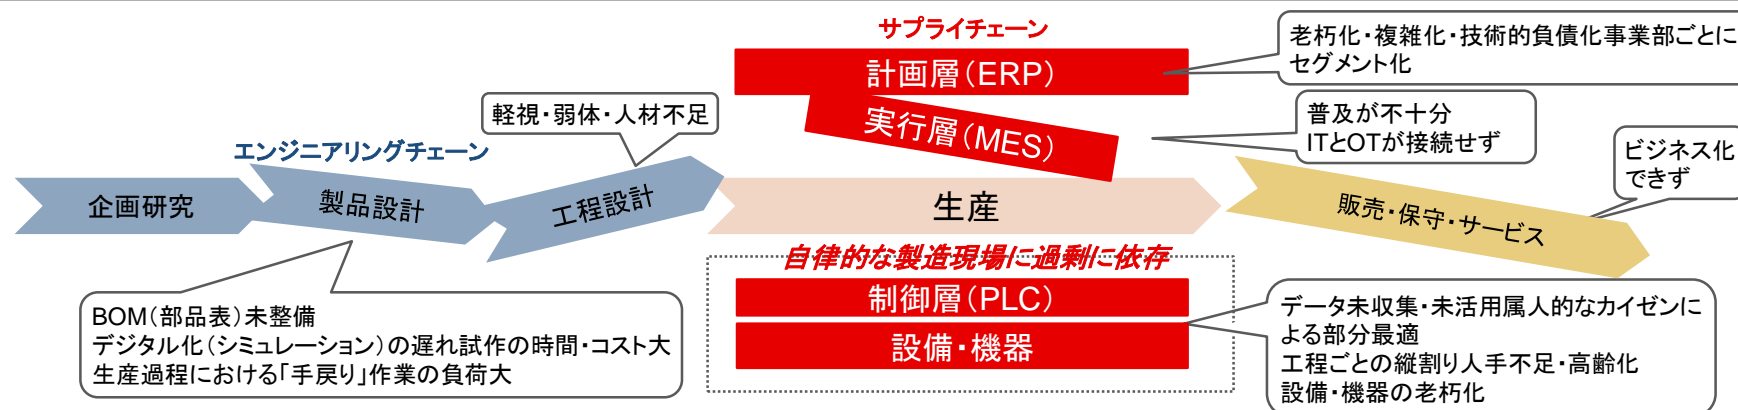 サプライチェーン
計画層(ERP)
老朽化・複雑化・技術的負債化事業部ごとに
セグメント化
実行層(MES)
普及が不十分
ITとOTが接続せず
軽視・弱体・人材不足
エンジニアリングチェーン
ビジネス化
できず
企画研究
製品設計
工程設計
生産
販売・保守・サービス
自律的な製造現場に過剰に依存
制御層(PLC)
設備・機器
BOM(部品表)未整備
デジタル化(シミュレーション)の遅れ試作の時間・コスト大
生産過程における「手戻り」作業の負荷大
データ未収集・未活用属人的なカイゼンに
よる部分最適
工程ごとの縦割り人手不足・高齢化
設備・機器の老朽化